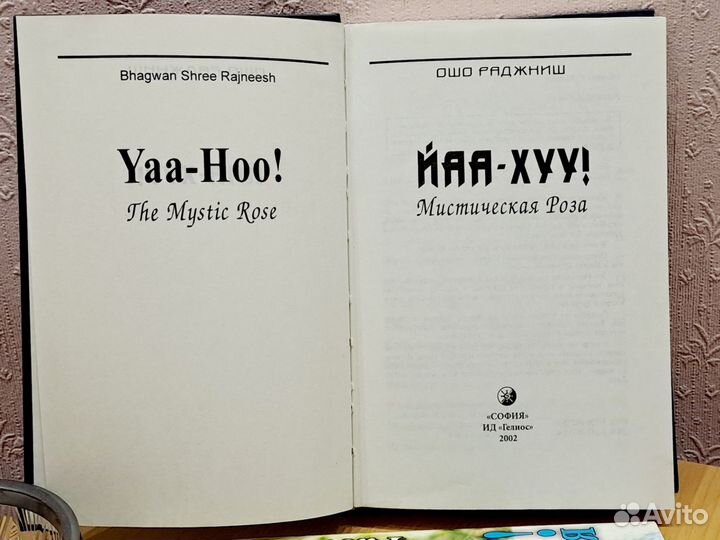 Bhagwan Shree Rajneesh
Yaa-Hoo!
The Mystic Rose
ОШО РАДЖНИШ
ЙАА-ХУУ!
Мистическая Роза
«СОФИЯ»
ИД «Гелиос»
2002
Avito